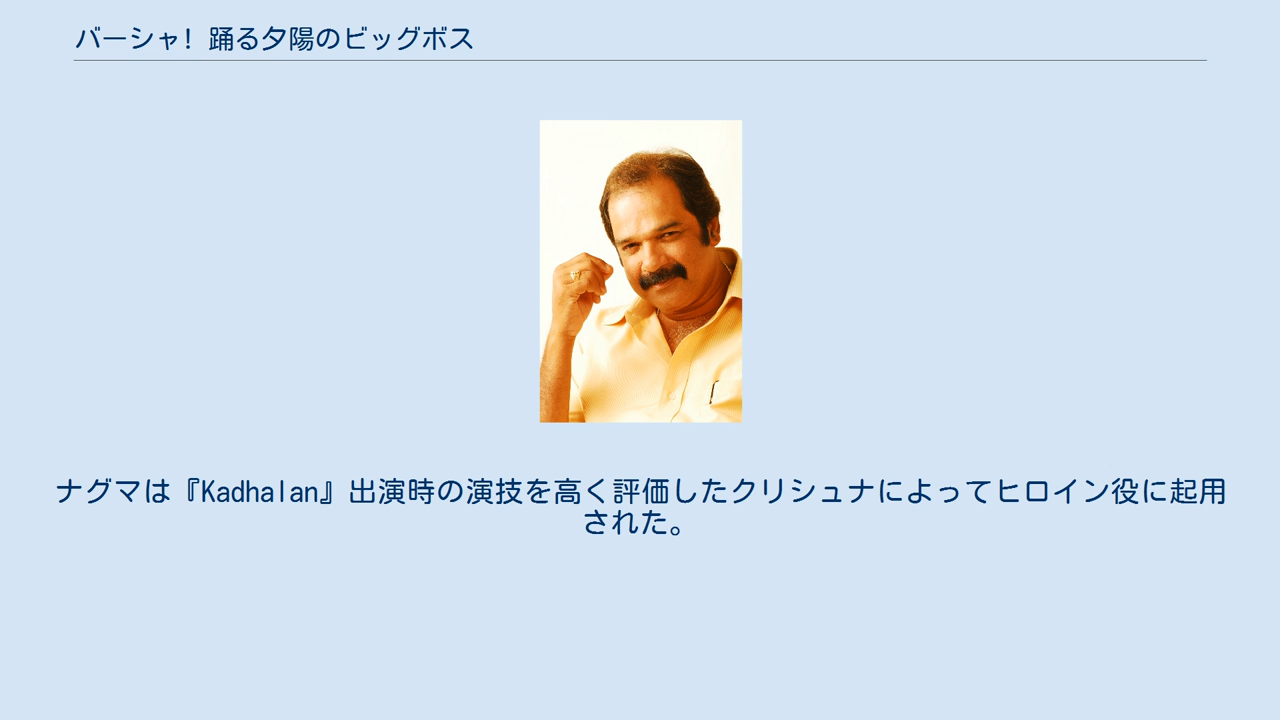 バーシャ! 踊る夕陽のビッグボス
ナグマは『Kadhalan』出演時の演技を高く評価したクリシュナによってヒロイン役に起用
された。